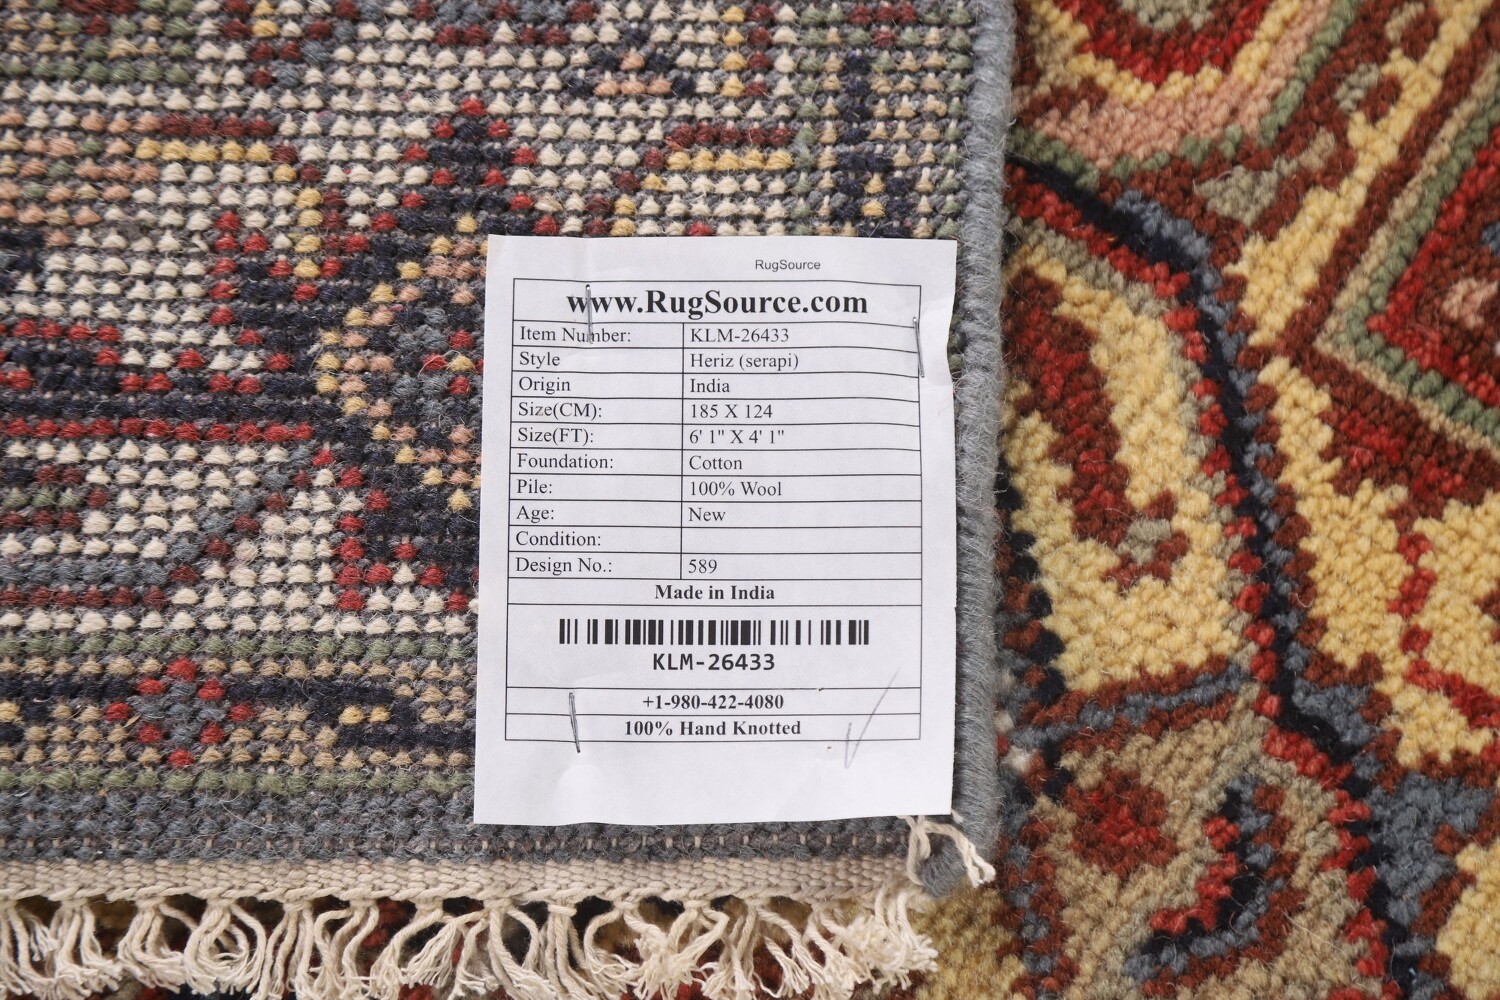 RugSource
www.RugSource.com
Item Number: KLM-26433
Style Heriz (serapi)
Origin India
Size(CM): 185 X 124
Size(FT): 6' 1" X 4' 1"
Foundation: Cotton
Pile: 100% Wool
Age: New
Condition:
Design No.: 589
Made in India
KLM-26433
+1-980-422-4080
100% Hand Knotted